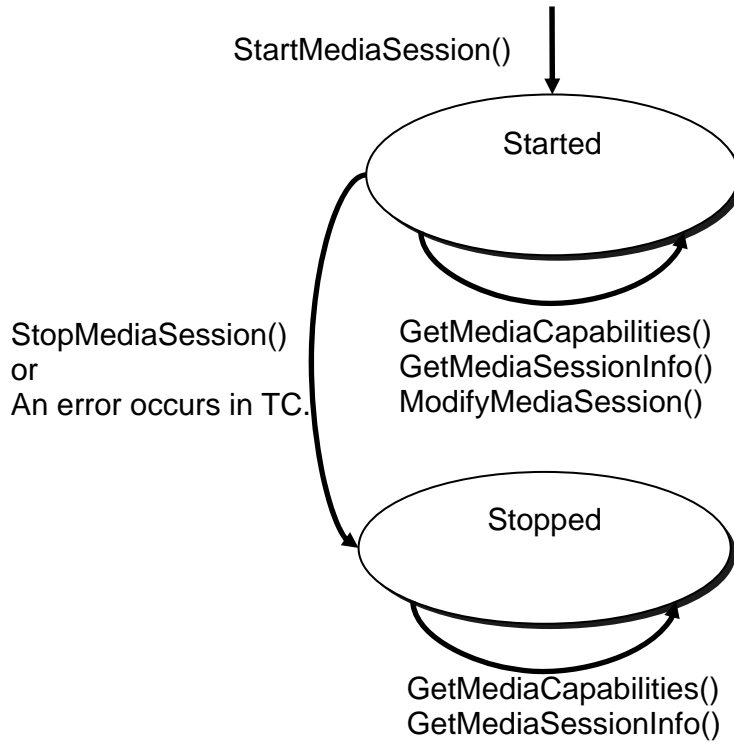 StartMediaSession()
Started
StopMediaSession()
or
An error occurs in TC.
GetMediaCapabilities()
GetMediaSessionInfo()
ModifyMediaSession()
Stopped
GetMediaCapabilities()
GetMediaSessionInfo()